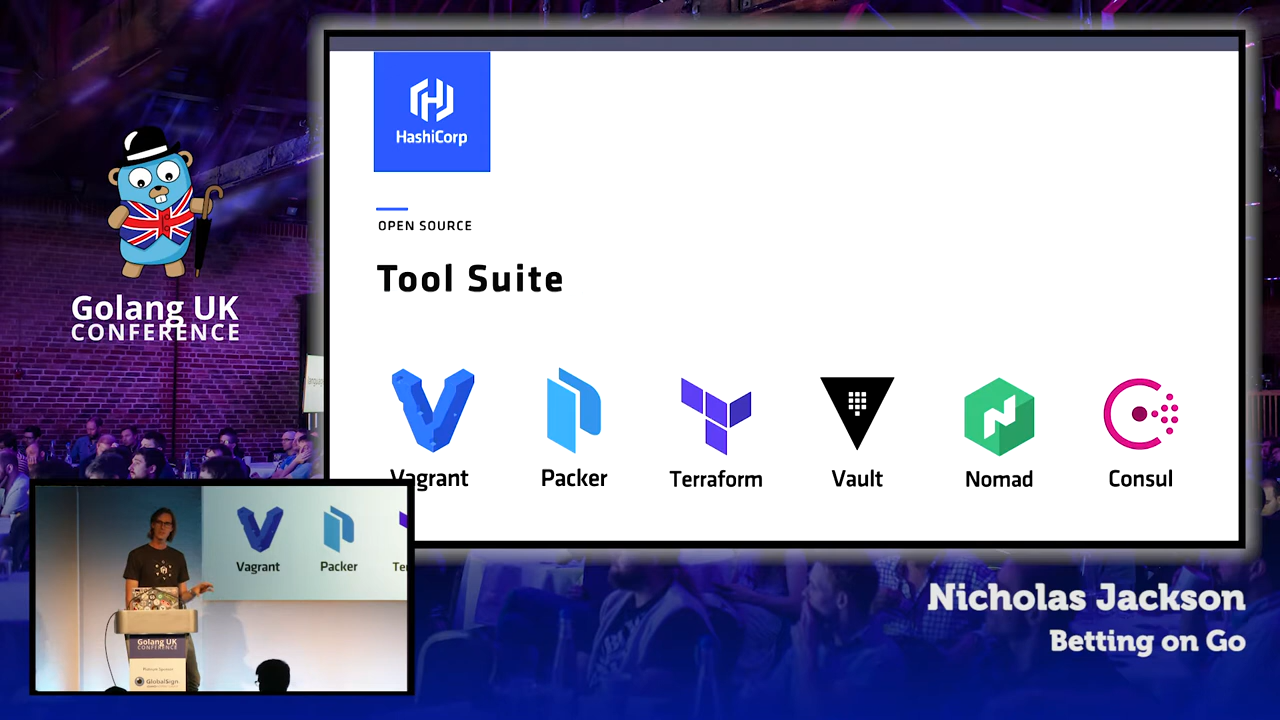 HashiCorp
OPEN SOURCE
Tool Suite
Vagrant Packer Terraform Vault Nomad Consul
Golang UK
CONFERENCE
Vagrant Packer Te
Golang UK
CONFERENCE
GlobalSign
Nicholas Jackson
Betting on Go